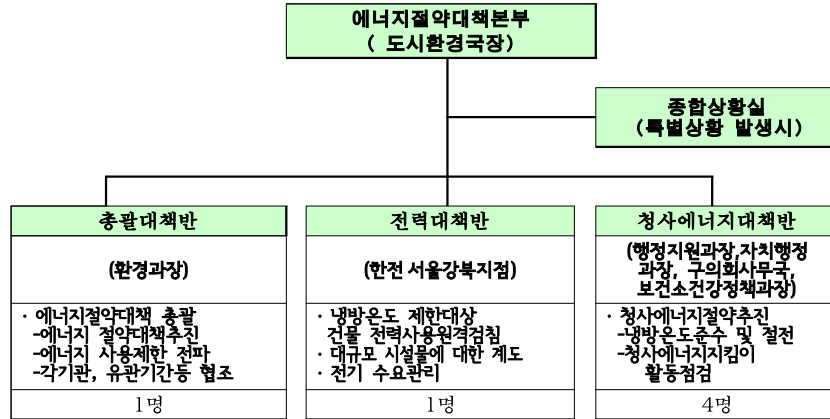 에너지절약대책본부
( 도시환경국장)
종합상황실
(특별상황 발생시)
총괄대책반
(환경과장)
· 에너지절약대책 총괄
-에너지 절약대책추진
-에너지 사용제한 전파
-각기관, 유관기간등 협조
1명
전력대책반
(한전 서울강북지점)
· 냉방온도 제한대상
건물 전력사용원격검침
· 대규모 시설물에 대한 계도
· 전기 수요관리
1명
청사에너지대책반
(행정지원과장,자치행정
과장, 구의회사무국,
보건소건강정책과장)
· 청사에너지절약추진
-냉방온도준수 및 절전
-청사에너지지킴이
활동점검
4명